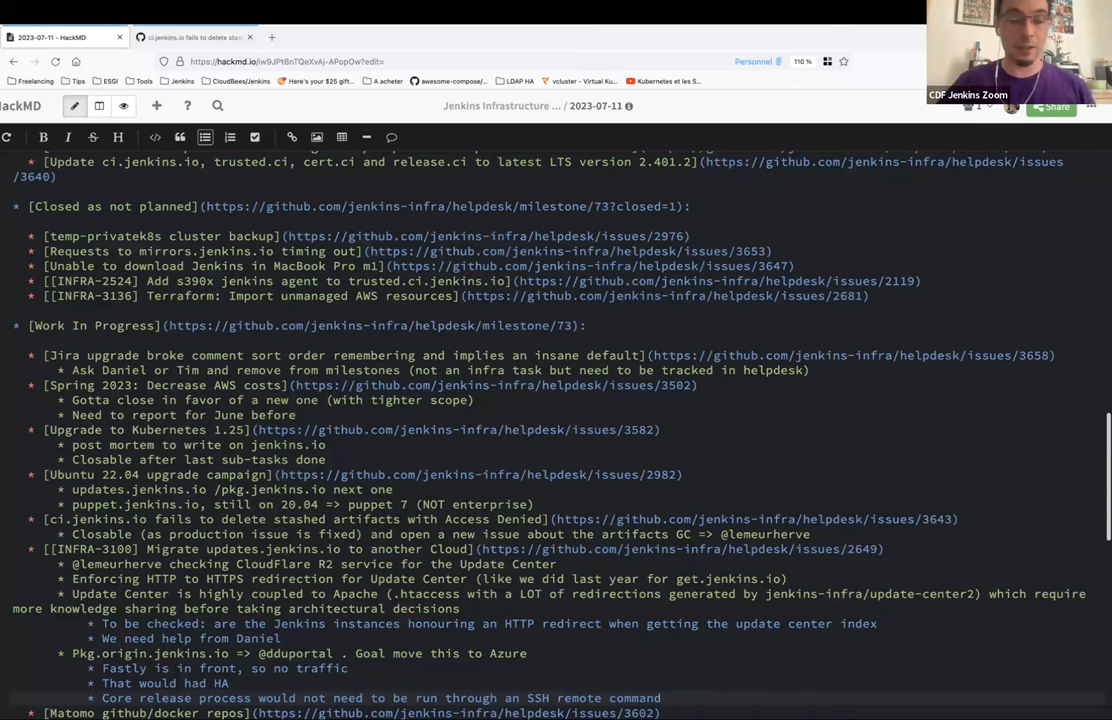 2023-07-11 - HackMD
ci.jenkins.io fails to delete stas
https://hackmd.io/iw9JPtBnTQeXvAj-APopOw?edit=
Personnel
110 %
Freelancing
Tips
ESGI
Tools
Jenkins
CloudBees/Jenkins
Here's your $25 gift...
A acheter
awesome-compose/...
LDAP HA
vcluster - Virtual Ku...
Kubernetes et les S...
CDF Jenkins Zoom
HackMD
Jenkins Infrastructure ... / 2023-07-11
1
Share
* [Update ci.jenkins.io, trusted.ci, cert.ci and release.ci to latest LTS version 2.401.2](https://github.com/jenkins-infra/helpdesk/issues
/3640)
* [Closed as not planned](https://github.com/jenkins-infra/helpdesk/milestone/73?closed=1):
* [temp-privatek8s cluster backup](https://github.com/jenkins-infra/helpdesk/issues/2976)
* [Requests to mirrors.jenkins.io timing out](https://github.com/jenkins-infra/helpdesk/issues/3653)
* [Unable to download Jenkins in MacBook Pro m1](https://github.com/jenkins-infra/helpdesk/issues/3647)
* [[INFRA-2524] Add s390x jenkins agent to trusted.ci.jenkins.io](https://github.com/jenkins-infra/helpdesk/issues/2119)
* [[INFRA-3136] Terraform: Import unmanaged AWS resources](https://github.com/jenkins-infra/helpdesk/issues/2681)
* [Work In Progress](https://github.com/jenkins-infra/helpdesk/milestone/73):
* [Jira upgrade broke comment sort order remembering and implies an insane default](https://github.com/jenkins-infra/helpdesk/issues/3658)
* Ask Daniel or Tim and remove from milestones (not an infra task but need to be tracked in helpdesk)
* [Spring 2023: Decrease AWS costs](https://github.com/jenkins-infra/helpdesk/issues/3502)
* Gotta close in favor of a new one (with tighter scope)
* Need to report for June before
* [Upgrade to Kubernetes 1.25](https://github.com/jenkins-infra/helpdesk/issues/3582)
* post mortem to write on jenkins.io
* Closable after last sub-tasks done
* [Ubuntu 22.04 upgrade campaign](https://github.com/jenkins-infra/helpdesk/issues/2982)
* updates.jenkins.io /pkg.jenkins.io next one
* puppet.jenkins.io, still on 20.04 => puppet 7 (NOT enterprise)
* [ci.jenkins.io fails to delete stashed artifacts with Access Denied](https://github.com/jenkins-infra/helpdesk/issues/3643)
* Closable (as production issue is fixed) and open a new issue about the artifacts GC => @lemeurherve
* [[INFRA-3100] Migrate updates.jenkins.io to another Cloud](https://github.com/jenkins-infra/helpdesk/issues/2649)
* @lemeurherve checking CloudFlare R2 service for the Update Center
* Enforcing HTTP to HTTPS redirection for Update Center (like we did last year for get.jenkins.io)
* Update Center is highly coupled to Apache (.htaccess with a LOT of redirections generated by jenkins-infra/update-center2) which require
more knowledge sharing before taking architectural decisions
* To be checked: are the Jenkins instances honouring an HTTP redirect when getting the update center index
* We need help from Daniel
* Pkg.origin.jenkins.io => @dduportal . Goal move this to Azure
* Fastly is in front, so no traffic
* That would had HA
* Core release process would not need to be run through an SSH remote command
* [Matomo github/docker repos](https://github.com/jenkins-infra/helpdesk/issues/3602)